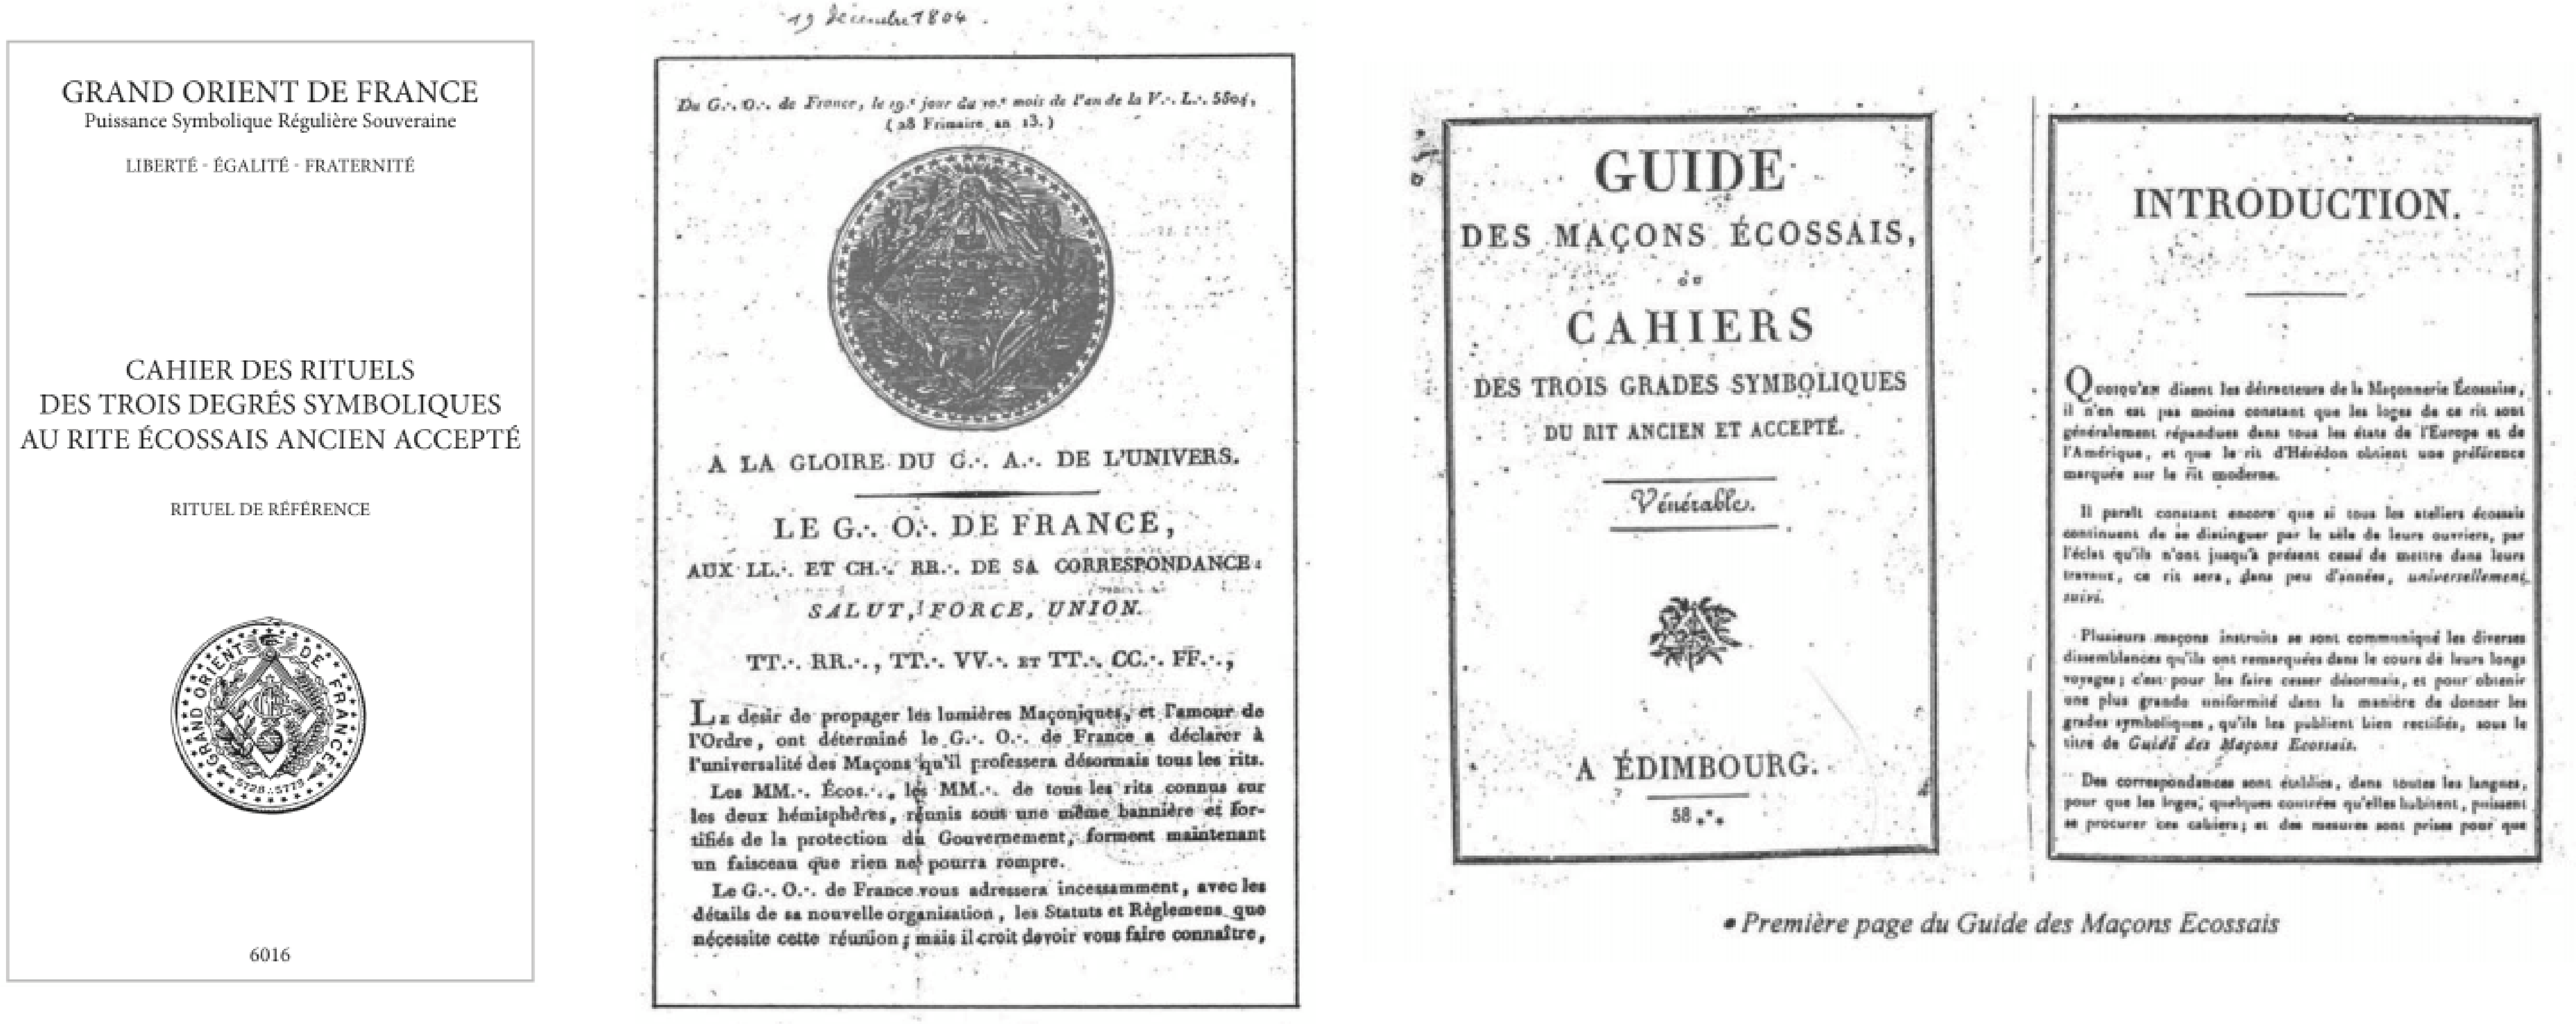 GRAND ORIENT DE FRANCE
Puissance Symbolique Régulière Souveraine
LIBERTÉ - ÉGALITÉ - FRATERNITÉ
CAHIER DES RITUELS
DES TROIS DEGRÉS SYMBOLIQUES
AU RITE ÉCOSSAIS ANCIEN ACCEPTÉ
RITUEL DE RÉFÉRENCE
GRAND ORIENT DE FRANCE
6016
19 décembre 1804.
Du G∴ O∴ de France, le 19.e jour du 10.e mois de l'an de la V∴ L∴ 5804,
( 28 Frimaire an 13. )
A LA GLOIRE DU G∴ A∴ DE L'UNIVERS.
LE G∴ O∴ DE FRANCE,
AUX LL∴ ET CH∴ RR∴ DE SA CORRESPONDANCE :
SALUT, FORCE, UNION.
TT∴ RR∴, TT∴ VV∴ ET TT∴ CC∴ FF∴,
LE desir de propager les lumières Maçoniques, et l'amour de
l'Ordre, ont déterminé le G∴ O∴ de France a déclarer à
l'universalité des Maçons qu'il professera désormais tous les rits.
Les MM∴ Écos∴, les MM∴ de tous les rits connus sur
les deux hémisphères, réunis sous une même bannière et for-
tifiés de la protection du Gouvernement, forment maintenant
un faisceau que rien ne pourra rompre.
Le G∴ O∴ de France vous adressera incessamment, avec les
détails de sa nouvelle organisation, les Statuts et Règlemens que
nécessite cette réunion ; mais il croit devoir vous faire connaître,
GUIDE
DES MAÇONS ÉCOSSAIS,
ou
CAHIERS
DES TROIS GRADES SYMBOLIQUES
DU RIT ANCIEN ET ACCEPTÉ.
Vénérable.
A ÉDIMBOURG.
58
INTRODUCTION.
QUOIQU'EN disent les détracteurs de la Maçonnerie Écossaise,
il n'en est pas moins constant que les loges de ce rit sont
généralement répandues dans tous les états de l'Europe et de
l'Amérique, et que le rit d'Hérédon obtient une préférence
marquée sur le rit moderne.
Il paraît constant encore que si tous les ateliers écossais
continuent de se distinguer par le zèle de leurs ouvriers, par
l'éclat qu'ils n'ont jusqu'à présent cessé de mettre dans leurs
travaux, ce rit sera, dans peu d'années, universellement
suivi.
Plusieurs maçons instruits se sont communiqué les diverses
dissemblances qu'ils ont remarquées dans le cours de leurs longs
voyages ; c'est pour les faire cesser désormais, et pour obtenir
une plus grande uniformité dans la manière de donner les
grades symboliques, qu'ils les publient bien rectifiés, sous le
titre de Guide des Maçons Ecossais.
Des correspondances sont établies, dans toutes les langues,
pour que les loges, quelques contrées qu'elles habitent, puissent
se procurer ces cahiers ; et des mesures sont prises pour que
• Première page du Guide des Maçons Ecossais